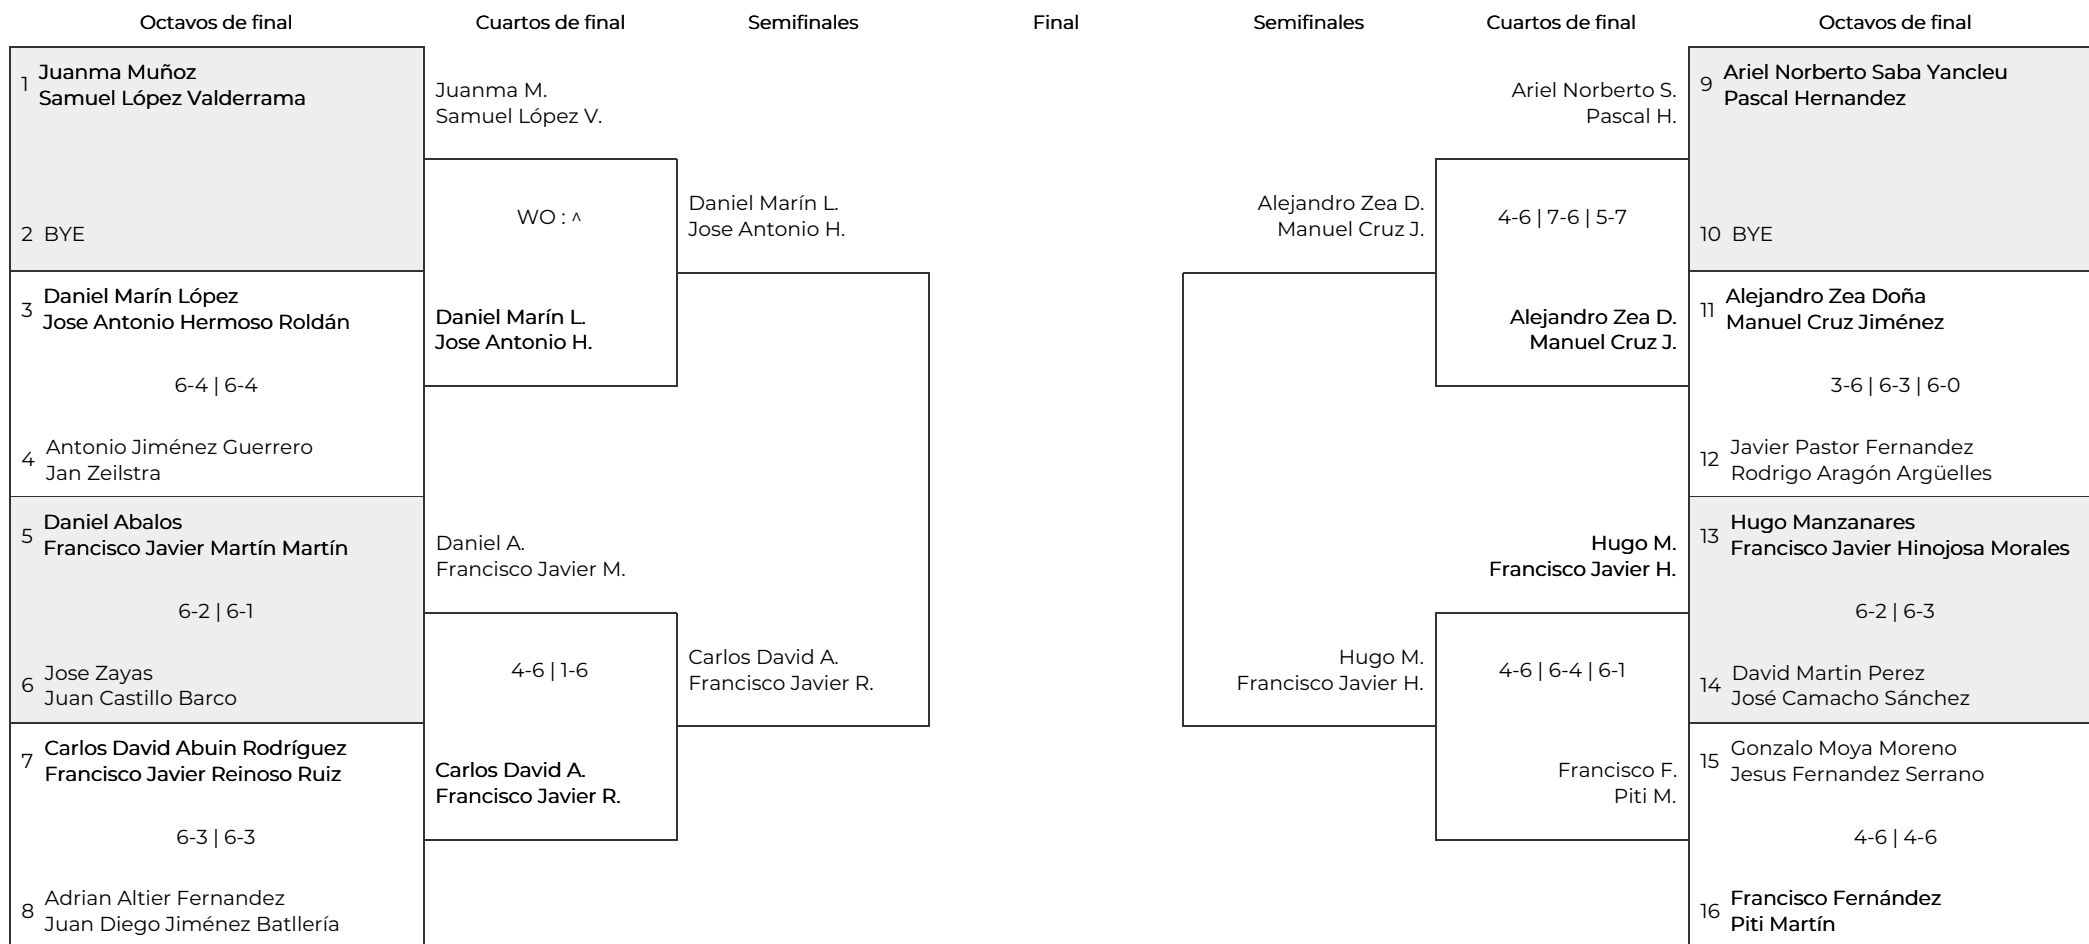 Octavos de final
Cuartos de final
Semifinales
Final
Semifinales
Cuartos de final
Octavos de final
1 Juanma Muñoz
Samuel López Valderrama
2 BYE
3 Daniel Marín López
Jose Antonio Hermoso Roldán
6-4 | 6-4
4 Antonio Jiménez Guerrero
Jan Zeilstra
5 Daniel Abalos
Francisco Javier Martín Martín
6-2 | 6-1
6 Jose Zayas
Juan Castillo Barco
7 Carlos David Abuin Rodríguez
Francisco Javier Reinoso Ruiz
6-3 | 6-3
8 Adrian Altier Fernandez
Juan Diego Jiménez Batllería
Juanma M.
Samuel López V.
WO : ^
Daniel Marín L.
Jose Antonio H.
Daniel A.
Francisco Javier M.
4-6 | 1-6
Carlos David A.
Francisco Javier R.
Daniel Marín L.
Jose Antonio H.
Carlos David A.
Francisco Javier R.
Alejandro Zea D.
Manuel Cruz J.
Hugo M.
Francisco Javier H.
Ariel Norberto S.
Pascal H.
4-6 | 7-6 | 5-7
Alejandro Zea D.
Manuel Cruz J.
Hugo M.
Francisco Javier H.
4-6 | 6-4 | 6-1
Francisco F.
Piti M.
9 Ariel Norberto Saba Yancleu
Pascal Hernandez
10 BYE
11 Alejandro Zea Doña
Manuel Cruz Jiménez
3-6 | 6-3 | 6-0
12 Javier Pastor Fernandez
Rodrigo Aragón Argüelles
13 Hugo Manzanares
Francisco Javier Hinojosa Morales
6-2 | 6-3
14 David Martin Perez
José Camacho Sánchez
15 Gonzalo Moya Moreno
Jesus Fernandez Serrano
4-6 | 4-6
16 Francisco Fernández
Piti Martín